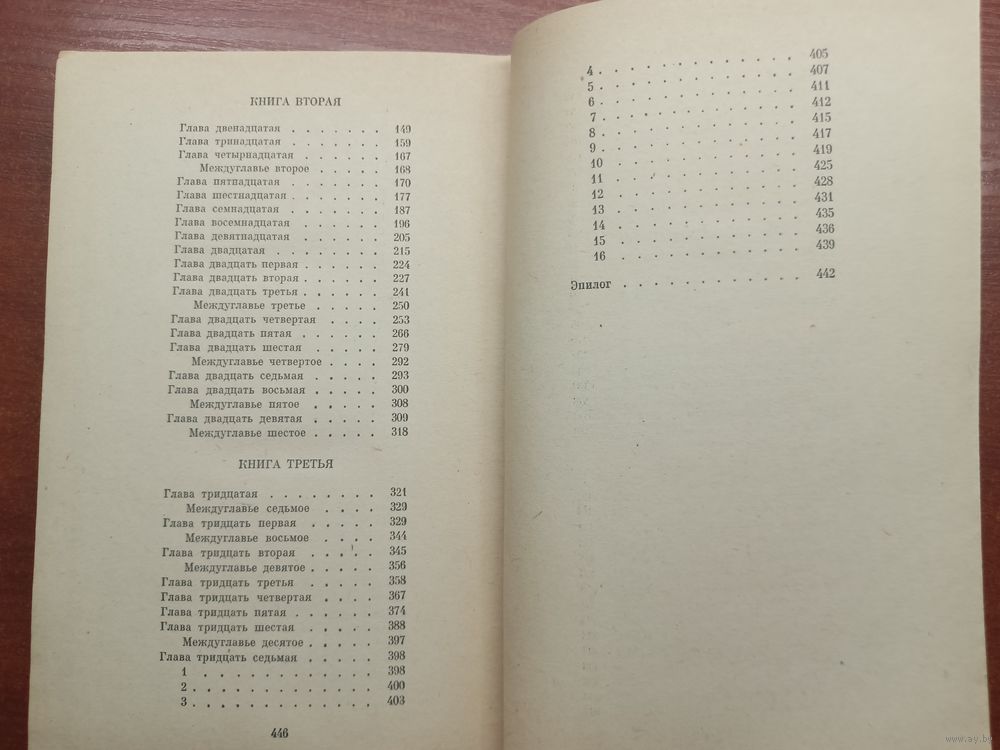 КНИГА ВТОРАЯ
Глава двенадцатая . . . . . . . 149
Глава тринадцатая . . . . . . . 159
Глава четырнадцатая . . . . . . 167
Междуглавье второе . . . . . 168
Глава пятнадцатая . . . . . . . 170
Глава шестнадцатая . . . . . . . 177
Глава семнадцатая . . . . . . . 187
Глава восемнадцатая . . . . . . 196
Глава девятнадцатая . . . . . . 205
Глава двадцатая . . . . . . . . 215
Глава двадцать первая . . . . . . 224
Глава двадцать вторая . . . . . . 227
Глава двадцать третья . . . . . . 241
Междуглавье третье . . . . . 250
Глава двадцать четвертая . . . . 253
Глава двадцать пятая . . . . . . 266
Глава двадцать шестая . . . . . 279
Междуглавье четвертое . . . . 292
Глава двадцать седьмая . . . . . 293
Глава двадцать восьмая . . . . . 300
Междуглавье пятое . . . . . 308
Глава двадцать девятая . . . . . 309
Междуглавье шестое . . . . . 318
КНИГА ТРЕТЬЯ
Глава тридцатая . . . . . . . . 321
Междуглавье седьмое . . . . 329
Глава тридцать первая . . . . . 329
Междуглавье восьмое . . . . 344
Глава тридцать вторая . . . . . 345
Междуглавье девятое . . . . . 356
Глава тридцать третья . . . . . 358
Глава тридцать четвертая . . . . 367
Глава тридцать пятая . . . . . . 374
Глава тридцать шестая . . . . . 388
Междуглавье десятое . . . . . 397
Глава тридцать седьмая . . . . . 398
1 . . . . . . . . . . . . 398
2 . . . . . . . . . . . . . 400
3 . . . . . . . . . . . . . 403
446
4 . . . . . . . . . . . . . 405
5 . . . . . . . . . . . . . 407
6 . . . . . . . . . . . . . 411
7 . . . . . . . . . . . . . 412
8 . . . . . . . . . . . . . 415
9 . . . . . . . . . . . . . 417
10 . . . . . . . . . . . . 419
11 . . . . . . . . . . . . 425
12 . . . . . . . . . . . . 428
13 . . . . . . . . . . . . 431
14 . . . . . . . . . . . . 435
15 . . . . . . . . . . . . 436
16 . . . . . . . . . . . . 439
Эпилог . . . . . . . . . . . . 442
www.ay.by